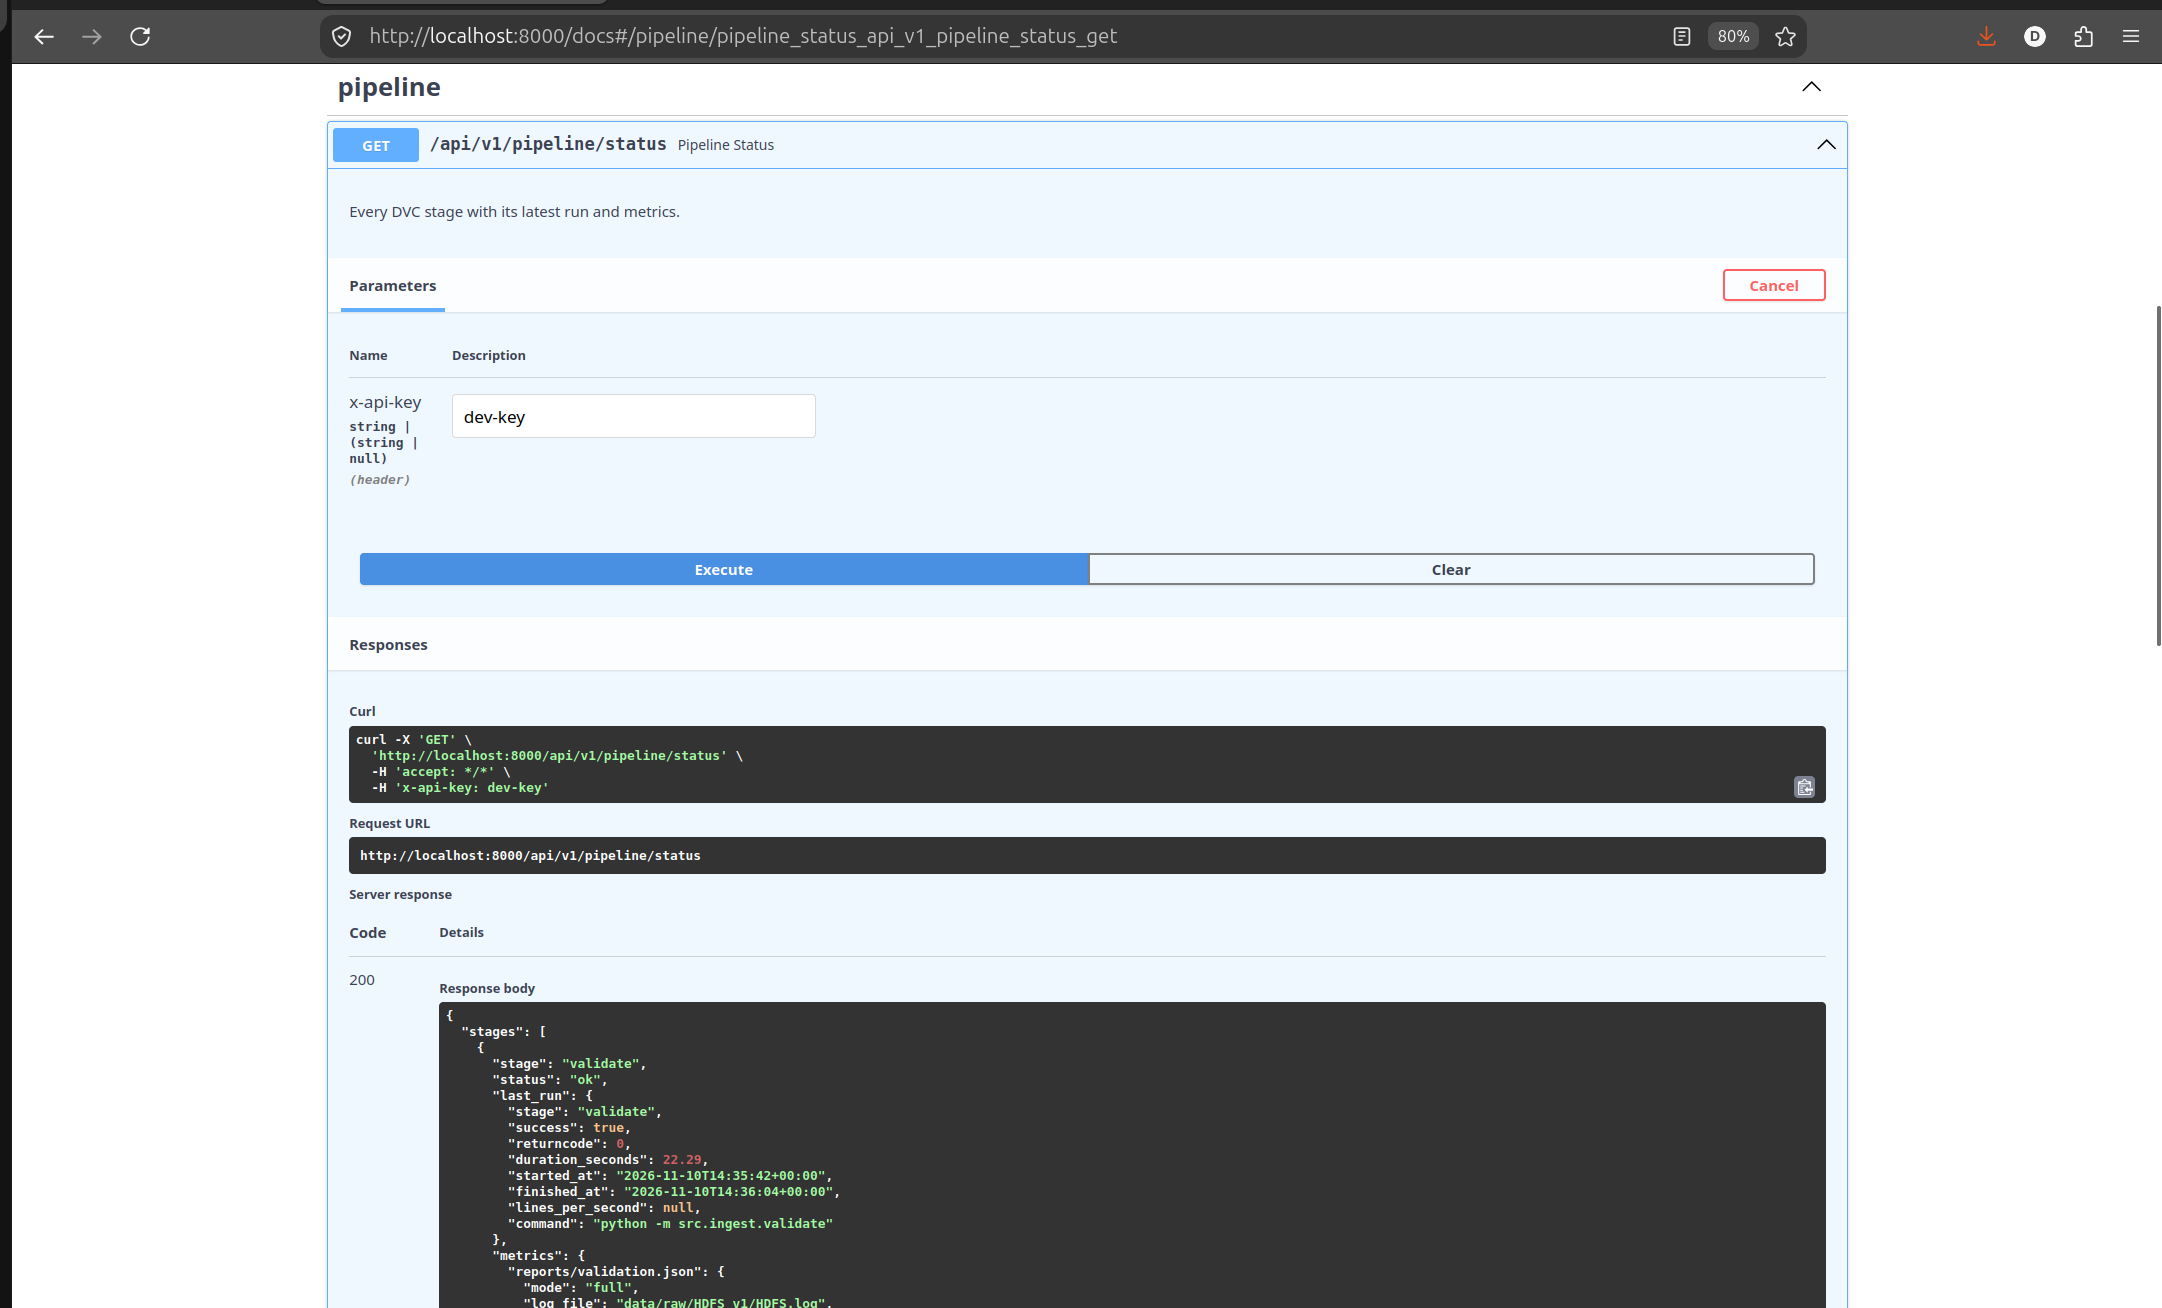 http://localhost:8000/docs#/pipeline/pipeline_status_api_v1_pipeline_status_get
80%
D
pipeline
GET /api/v1/pipeline/status Pipeline Status
Every DVC stage with its latest run and metrics.
Parameters
Cancel
Name Description
x-api-key
string |
(string |
null)
(header)
dev-key
Execute
Clear
Responses
Curl
curl -X 'GET' \
  'http://localhost:8000/api/v1/pipeline/status' \
  -H 'accept: */*' \
  -H 'x-api-key: dev-key'
Request URL
http://localhost:8000/api/v1/pipeline/status
Server response
Code Details
200
Response body
{
  "stages": [
    {
      "stage": "validate",
      "status": "ok",
      "last_run": {
        "stage": "validate",
        "success": true,
        "returncode": 0,
        "duration_seconds": 22.29,
        "started_at": "2026-11-10T14:35:42+00:00",
        "finished_at": "2026-11-10T14:36:04+00:00",
        "lines_per_second": null,
        "command": "python -m src.ingest.validate"
      },
      "metrics": {
        "reports/validation.json": {
          "mode": "full",
          "log_file": "data/raw/HDFS_v1/HDFS.log",